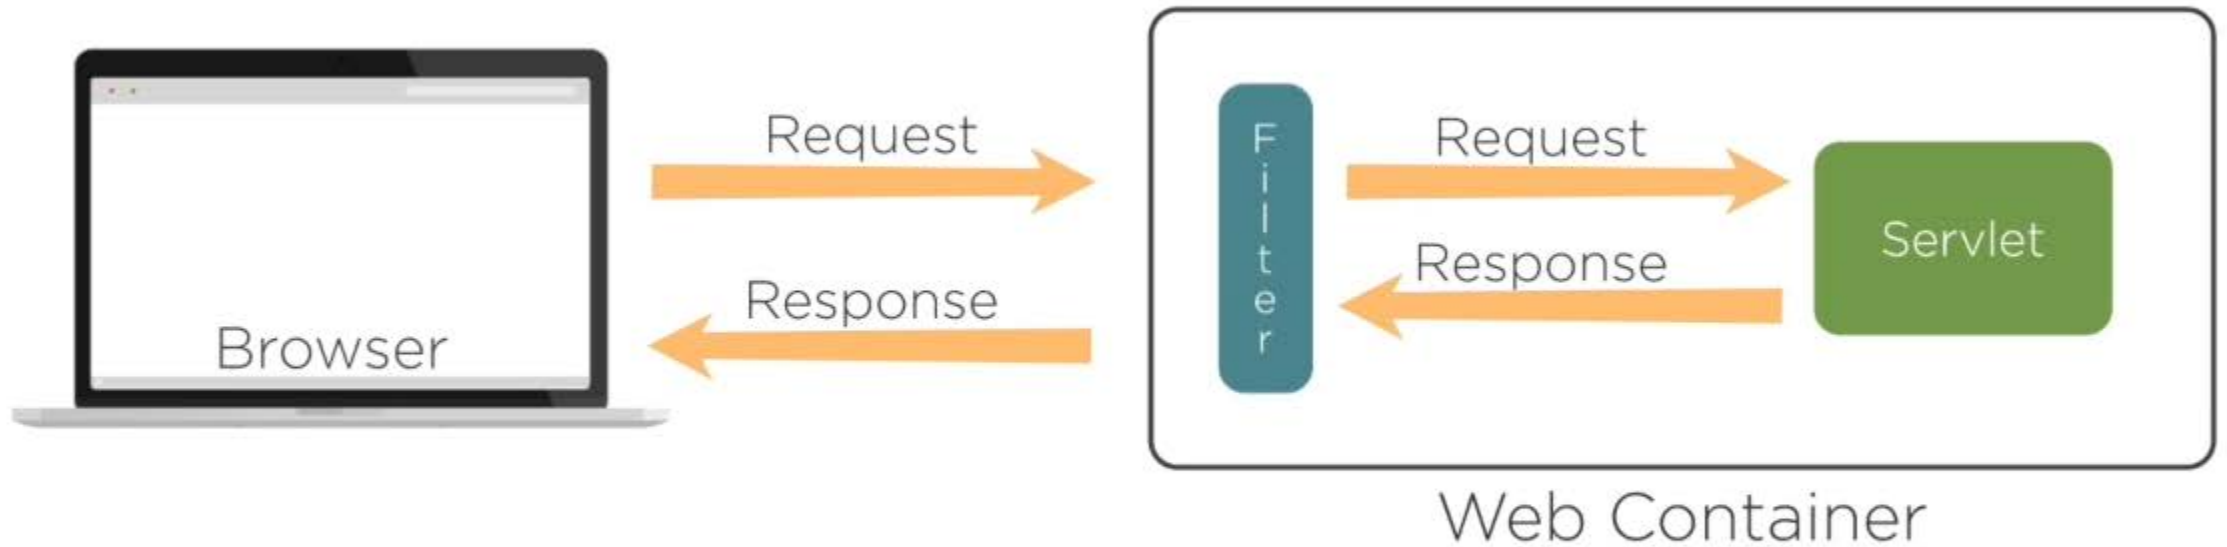 Request
Response
Browser
Filter
Request
Response
Servlet
Web Container